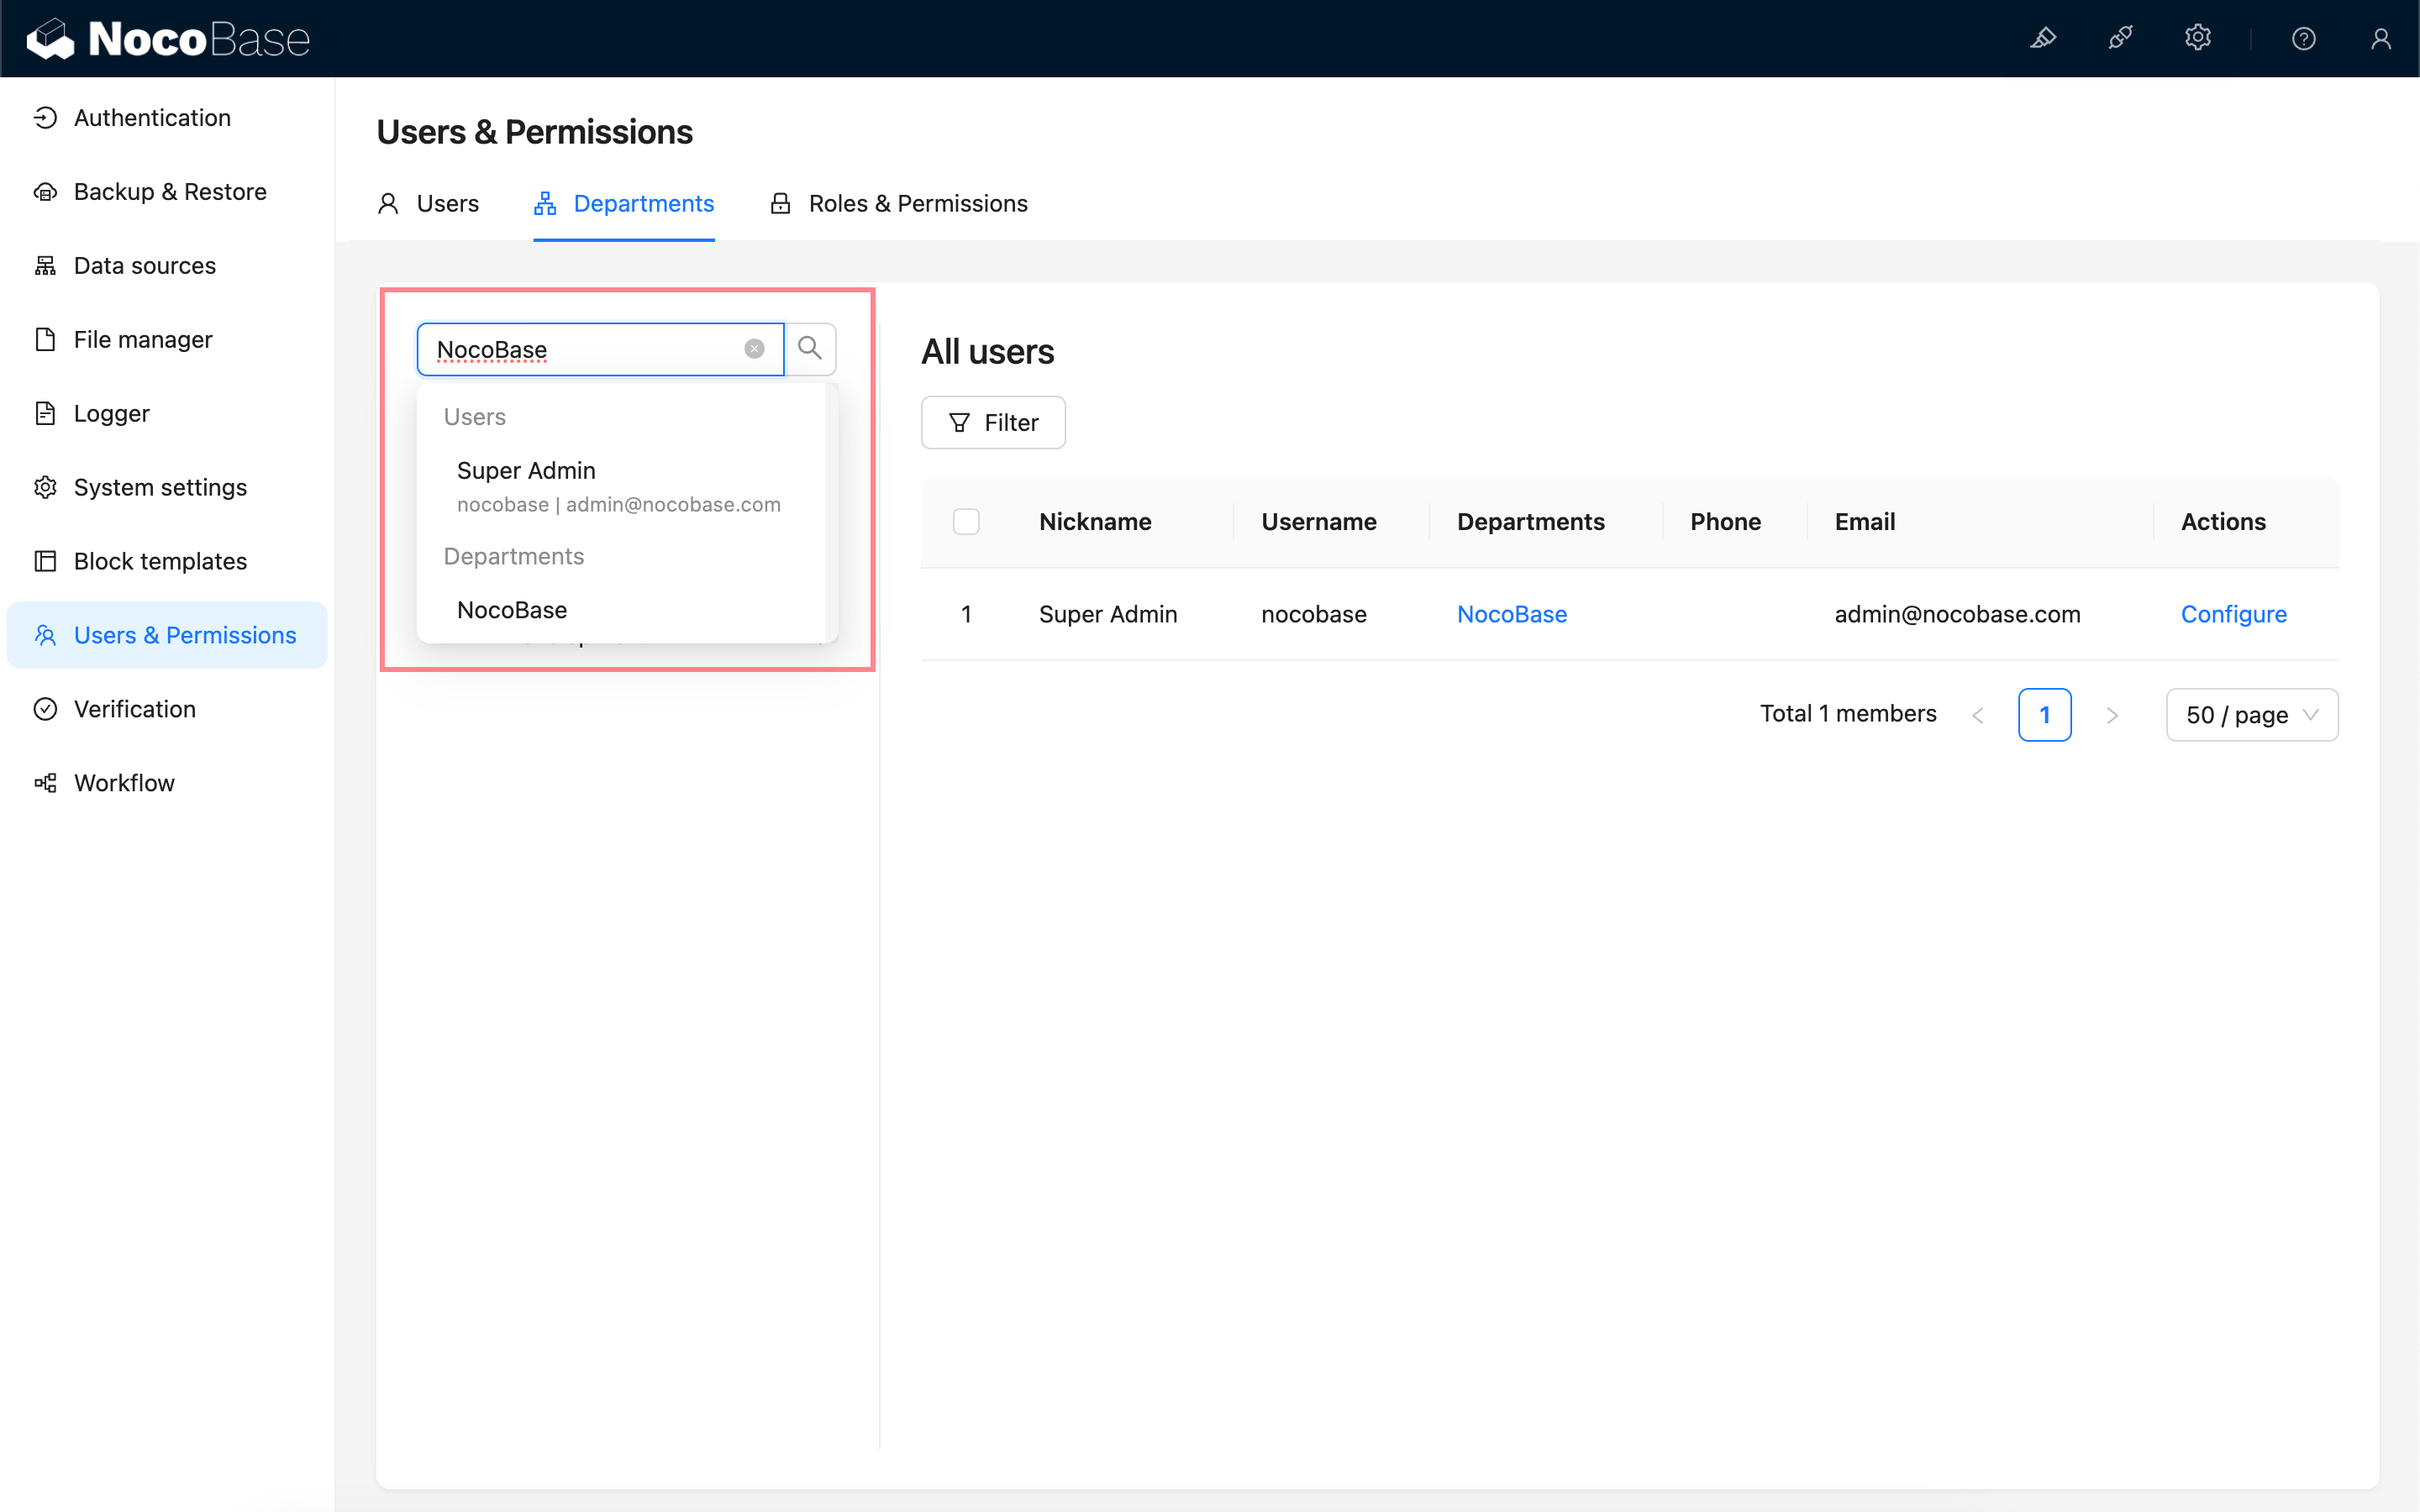 NocoBase
Authentication
Backup & Restore
Data sources
File manager
Logger
System settings
Block templates
Users & Permissions
Verification
Workflow
Users & Permissions
Users
Departments
Roles & Permissions
NocoBase
Users
Super Admin
nocobase | admin@nocobase.com
Departments
NocoBase
All users
Filter
Nickname Username Departments Phone Email Actions
1 Super Admin nocobase NocoBase admin@nocobase.com Configure
Total 1 members
1
50 / page